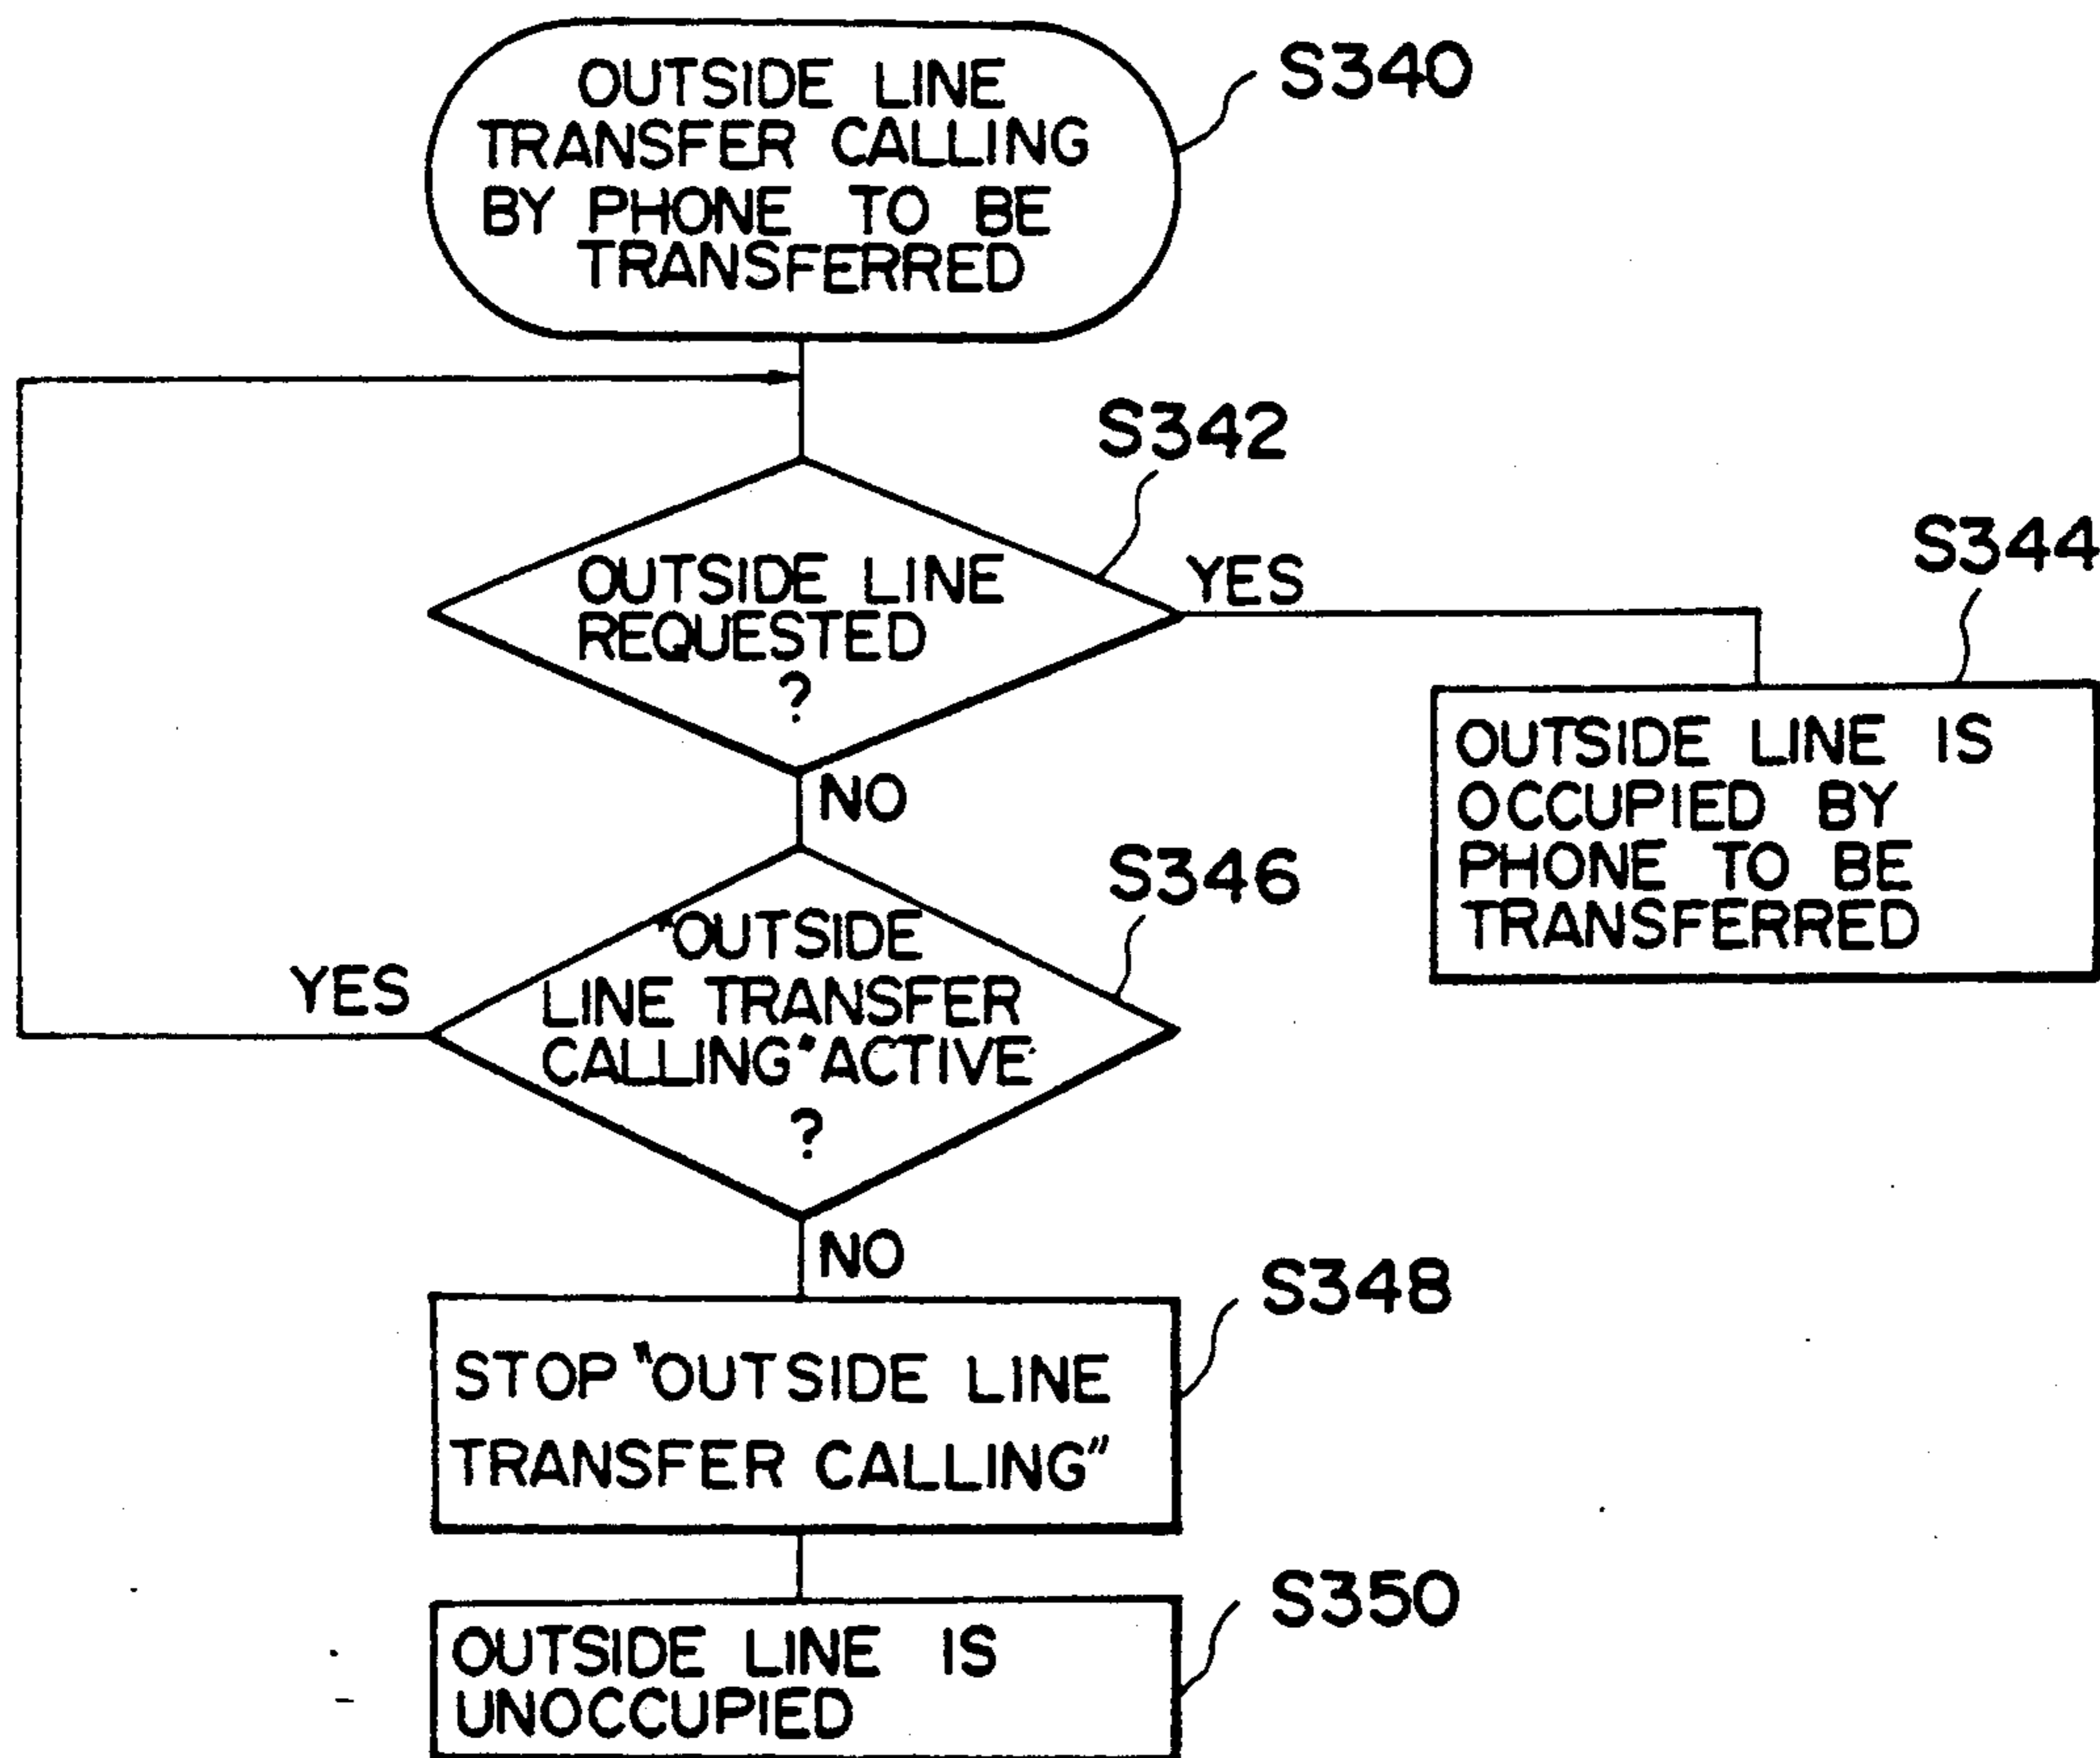 OUTSIDE LINE
TRANSFER CALLING
BY PHONE TO BE
TRANSFERRED
S340
S342
OUTSIDE LINE
REQUESTED
?
YES
S344
OUTSIDE LINE IS
OCCUPIED BY
PHONE TO BE
TRANSFERRED
NO
S346
"OUTSIDE
LINE TRANSFER
CALLING" ACTIVE
?
YES
NO
S348
STOP "OUTSIDE LINE
TRANSFER CALLING"
S350
OUTSIDE LINE IS
UNOCCUPIED